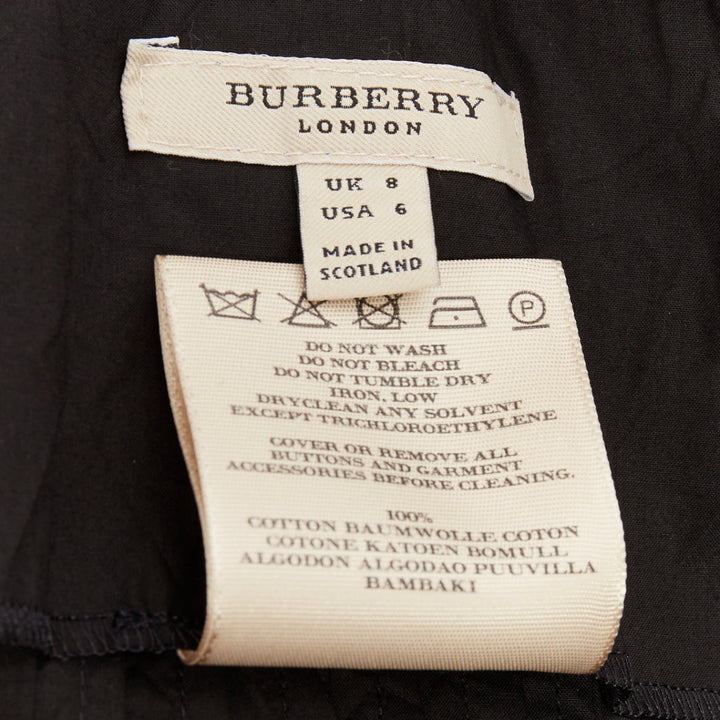 BURBERRY
LONDON
UK 8
USA 6
MADE IN
SCOTLAND
P
DO NOT WASH
DO NOT BLEACH
DO NOT TUMBLE DRY
IRON, LOW
DRYCLEAN ANY SOLVENT
EXCEPT TRICHLOROETHYLENE
COVER OR REMOVE ALL
BUTTONS AND GARMENT
ACCESSORIES BEFORE CLEANING.
100%
COTTON BAUMWOLLE COTON
COTONE KATOEN BOMULL
ALGODON ALGODAO PUUVILLA
BAMBAKI